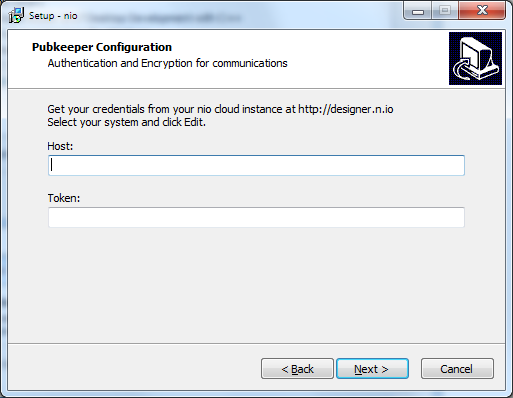 Setup - nio
Pubkeeper Configuration
Authentication and Encryption for communications
Get your credentials from your nio cloud instance at http://designer.n.io
Select your system and click Edit.
Host:
Token:
< Back
Next >
Cancel